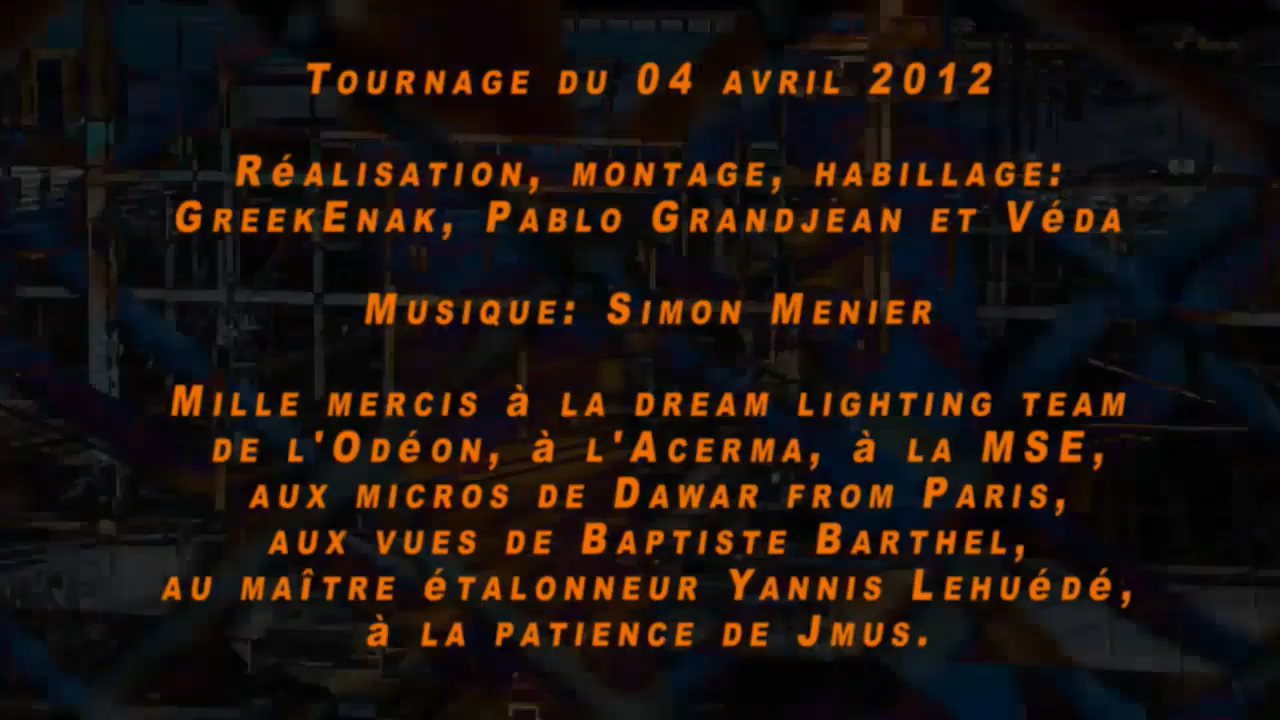 Tournage du 04 avril 2012
Réalisation, montage, habillage:
GreekEnak, Pablo Grandjean et Véda
Musique: Simon Menier
Mille mercis à la dream lighting team
de l'Odéon, à l'Acerma, à la MSE,
aux micros de Dawar from Paris,
aux vues de Baptiste Barthel,
au maître étalonneur Yannis Lehuédé,
à la patience de Jmus.